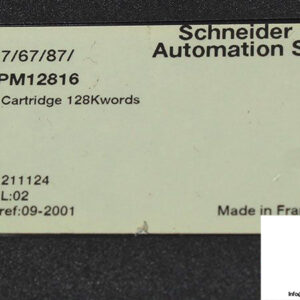 Schneider
7/67/87/ Automation S
PM12816
Cartridge 128Kwords
211124
L:02
ref:09-2001 Made in Fra